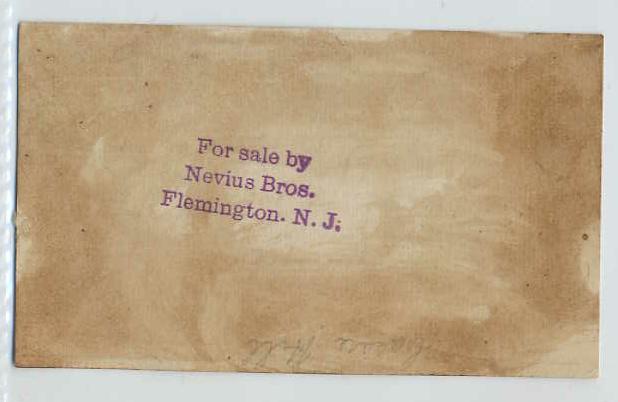 For sale by
Nevius Bros.
Flemington. N. J.